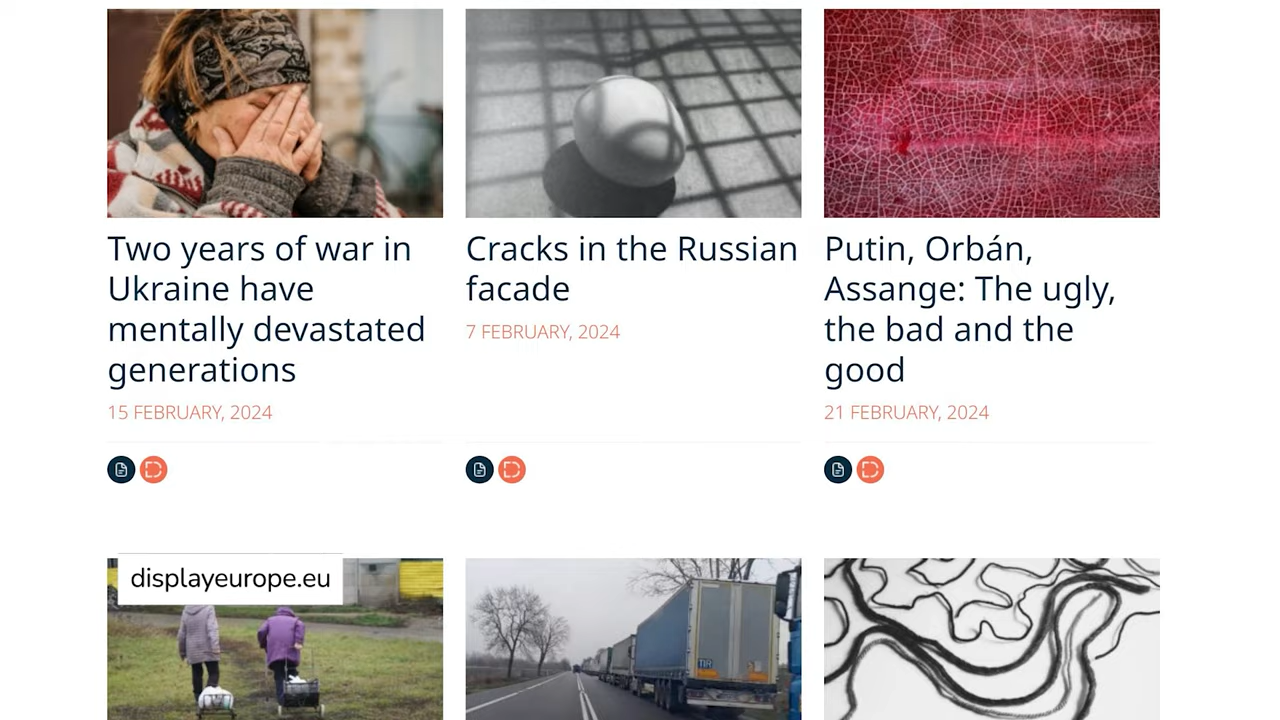 Two years of war in
Ukraine have
mentally devastated
generations
15 FEBRUARY, 2024
Cracks in the Russian
facade
7 FEBRUARY, 2024
Putin, Orbán,
Assange: The ugly,
the bad and the
good
21 FEBRUARY, 2024
displayeurope.eu
TIR